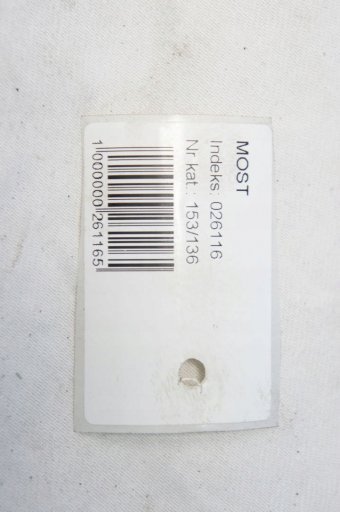 MOST
Indeks: 026116
Nr kat.: 153/136
1000000261165